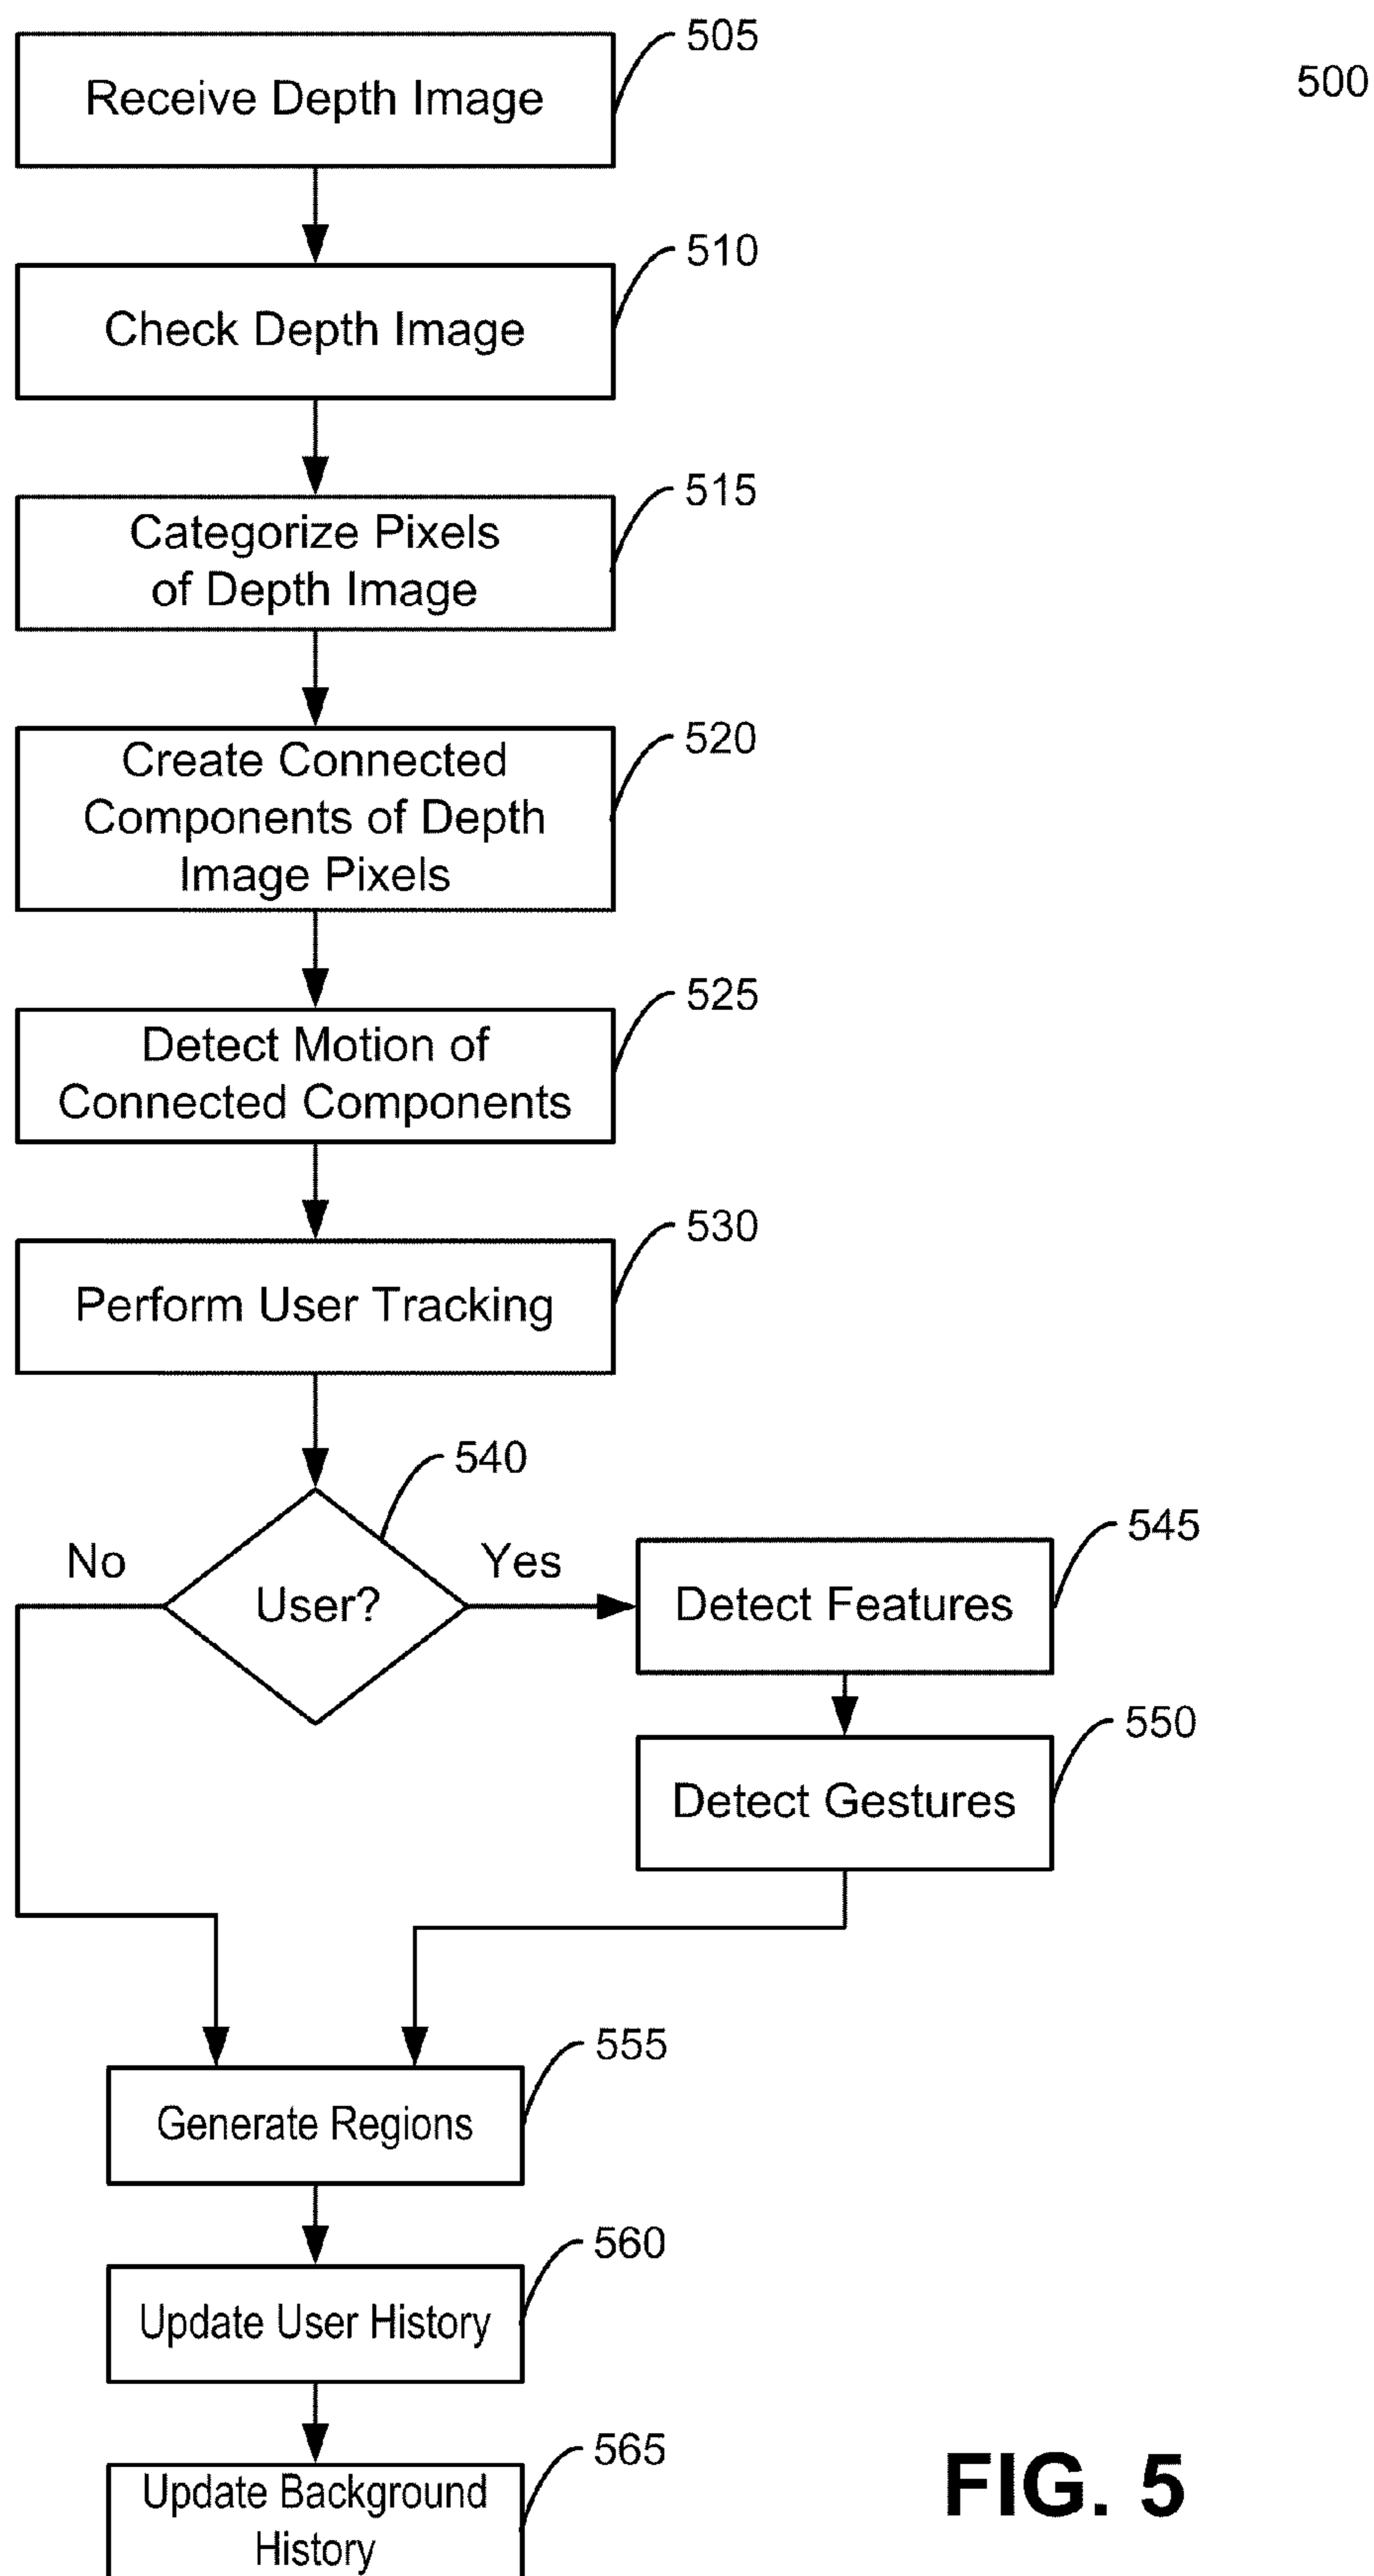 505
500
Receive Depth Image
510
Check Depth Image
515
Categorize Pixels
of Depth Image
520
Create Connected
Components of Depth
Image Pixels
525
Detect Motion of
Connected Components
530
Perform User Tracking
540
No
User?
Yes
545
Detect Features
550
Detect Gestures
555
Generate Regions
560
Update User History
565
Update Background
History
FIG. 5